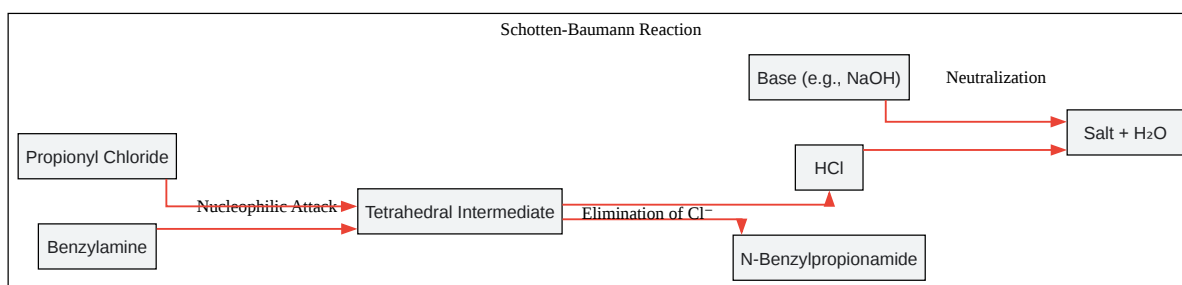 Schotten-Baumann Reaction
Base (e.g., NaOH)
Neutralization
Salt + H₂O
Propionyl Chloride
HCl
Nucleophilic Attack
Tetrahedral Intermediate
Elimination of Cl⁻
Benzylamine
N-Benzylpropionamide